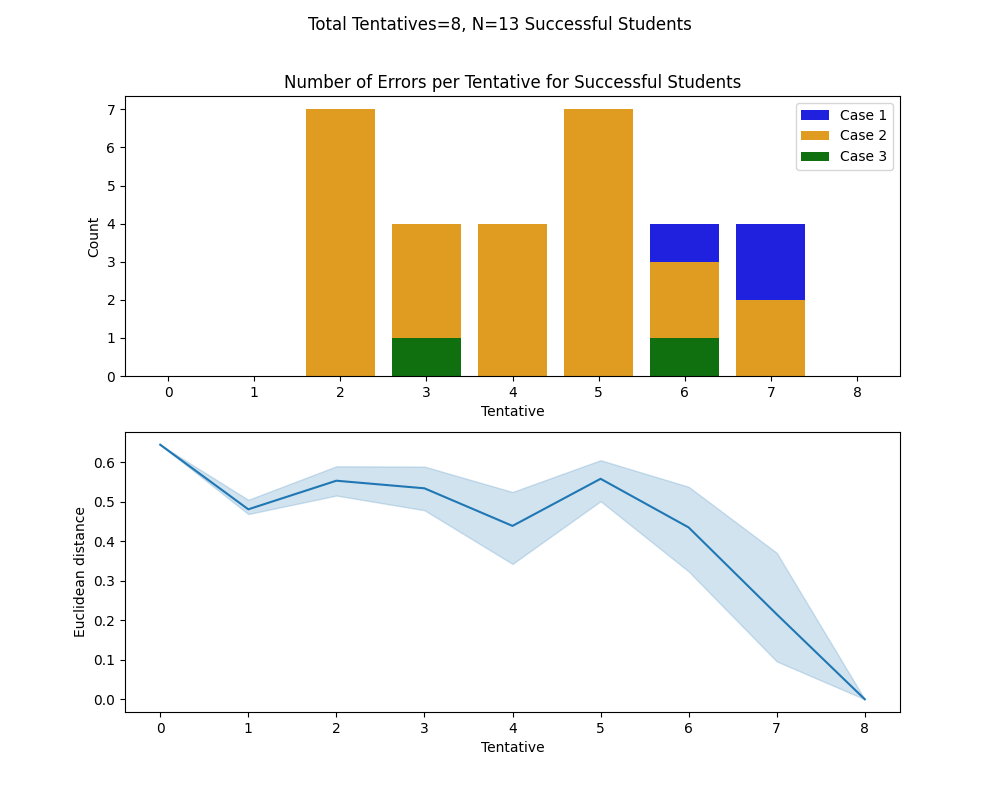 Total Tentatives=8, N=13 Successful Students
Number of Errors per Tentative for Successful Students
7
6
5
4
3
2
1
0
Count
Case 1
Case 2
Case 3
0 1 2 3 4 5 6 7 8
Tentative
0.6
0.5
0.4
0.3
0.2
0.1
0.0
Euclidean distance
0 1 2 3 4 5 6 7 8
Tentative